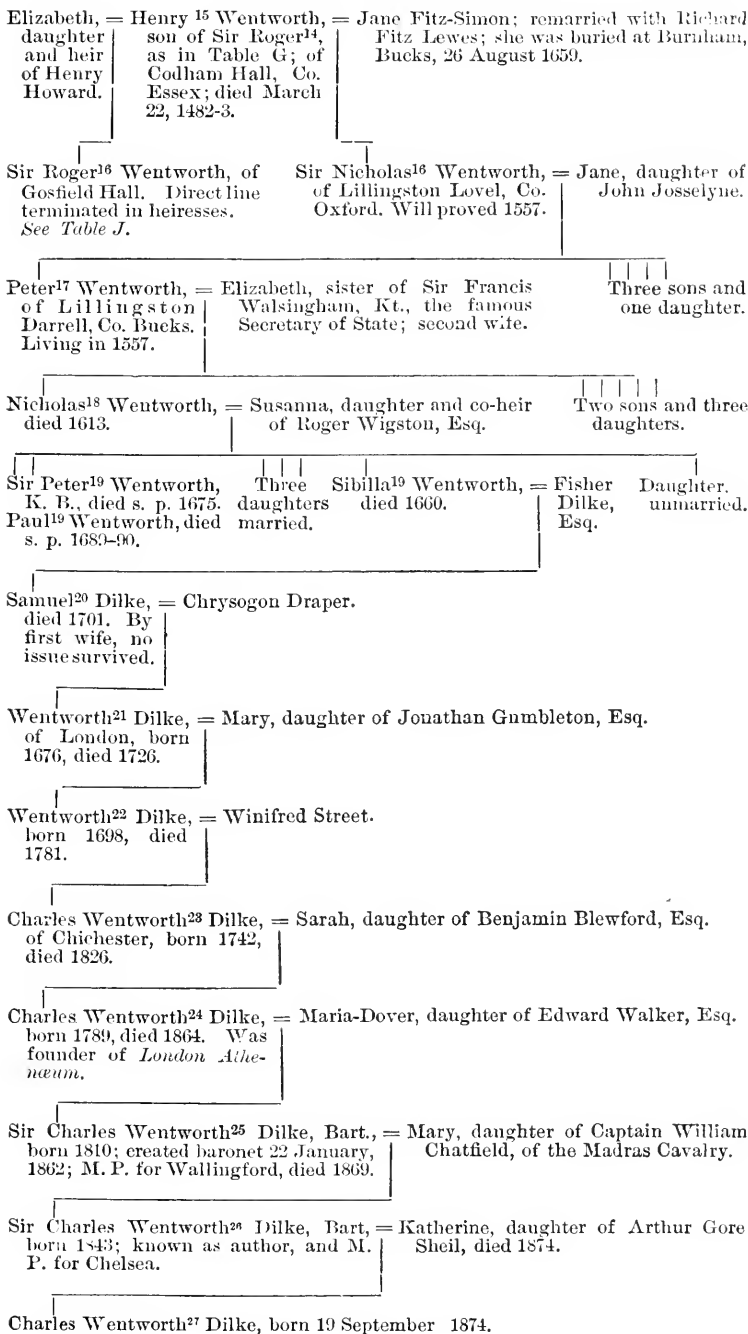 Elizabeth, = Henry ¹⁵ Wentworth, = Jane Fitz-Simon; remarried with Richard
daughter son of Sir Roger¹⁴, Fitz Lewes; she was buried at Burnham,
and heir as in Table G; of Bucks, 26 August 1659.
of Henry Codham Hall, Co.
Howard. Essex; died March
22, 1482-3.
Sir Roger¹⁶ Wentworth, of Sir Nicholas¹⁶ Wentworth, = Jane, daughter of
Gosfield Hall. Direct line of Lillingston Lovel, Co. John Josselyne.
terminated in heiresses. Oxford. Will proved 1557.
See Table J.
Peter¹⁷ Wentworth, = Elizabeth, sister of Sir Francis Three sons and
of Lillingston Walsingham, Kt., the famous one daughter.
Darrell, Co. Bucks. Secretary of State; second wife.
Living in 1557.
Nicholas¹⁸ Wentworth, = Susanna, daughter and co-heir Two sons and three
died 1613. of Roger Wigston, Esq. daughters.
Sir Peter¹⁹ Wentworth, Three Sibilla¹⁹ Wentworth, = Fisher Daughter.
K. B., died s. p. 1675. daughters died 1660. Dilke, unmarried.
Paul¹⁹ Wentworth, died married. Esq.
s. p. 1689-90.
Samuel²⁰ Dilke, = Chrysogon Draper.
died 1701. By
first wife, no
issue survived.
Wentworth²¹ Dilke, = Mary, daughter of Jonathan Gumbleton, Esq.
of London, born
1676, died 1726.
Wentworth²² Dilke, = Winifred Street.
born 1698, died
1781.
Charles Wentworth²³ Dilke, = Sarah, daughter of Benjamin Blewford, Esq.
of Chichester, born 1742,
died 1826.
Charles Wentworth²⁴ Dilke, = Maria-Dover, daughter of Edward Walker, Esq.
born 1789, died 1864. Was
founder of London Athe-
næum.
Sir Charles Wentworth²⁵ Dilke, Bart., = Mary, daughter of Captain William
born 1810; created baronet 22 January, Chatfield, of the Madras Cavalry.
1862; M. P. for Wallingford, died 1869.
Sir Charles Wentworth²⁶ Dilke, Bart, = Katherine, daughter of Arthur Gore
born 1843; known as author, and M. Sheil, died 1874.
P. for Chelsea.
Charles Wentworth²⁷ Dilke, born 19 September 1874.